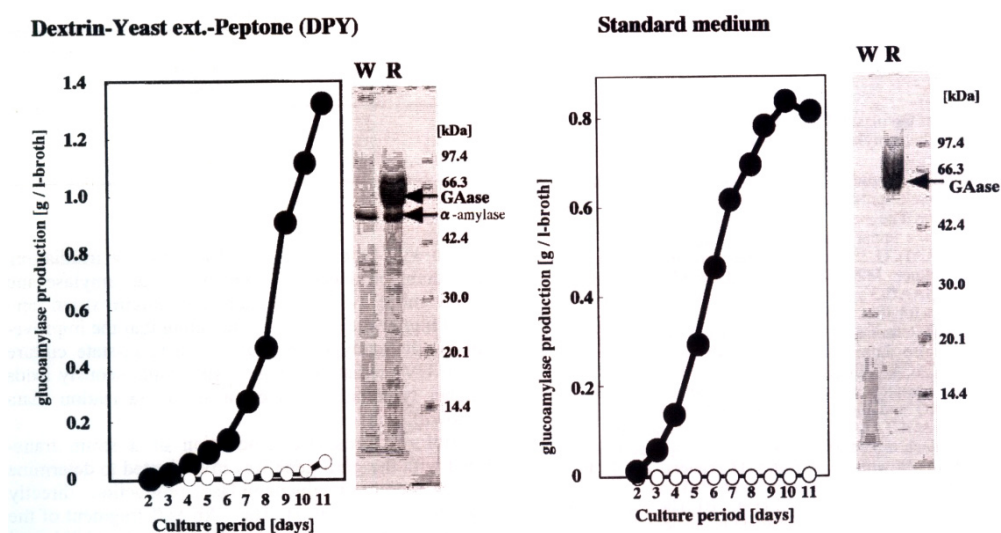 Dextrin-Yeast ext.-Peptone (DPY)
W R
glucoamylase production [g / l-broth]
1.4
1.2
1.0
0.8
0.6
0.4
0.2
0
2 3 4 5 6 7 8 9 10 11
Culture period [days]
[kDa]
97.4
66.3
GAase
α-amylase
42.4
30.0
20.1
14.4
Standard medium
W R
glucoamylase production [g / l-broth]
0.8
0.6
0.4
0.2
0
2 3 4 5 6 7 8 9 10 11
Culture period [days]
[kDa]
97.4
66.3
GAase
42.4
30.0
20.1
14.4